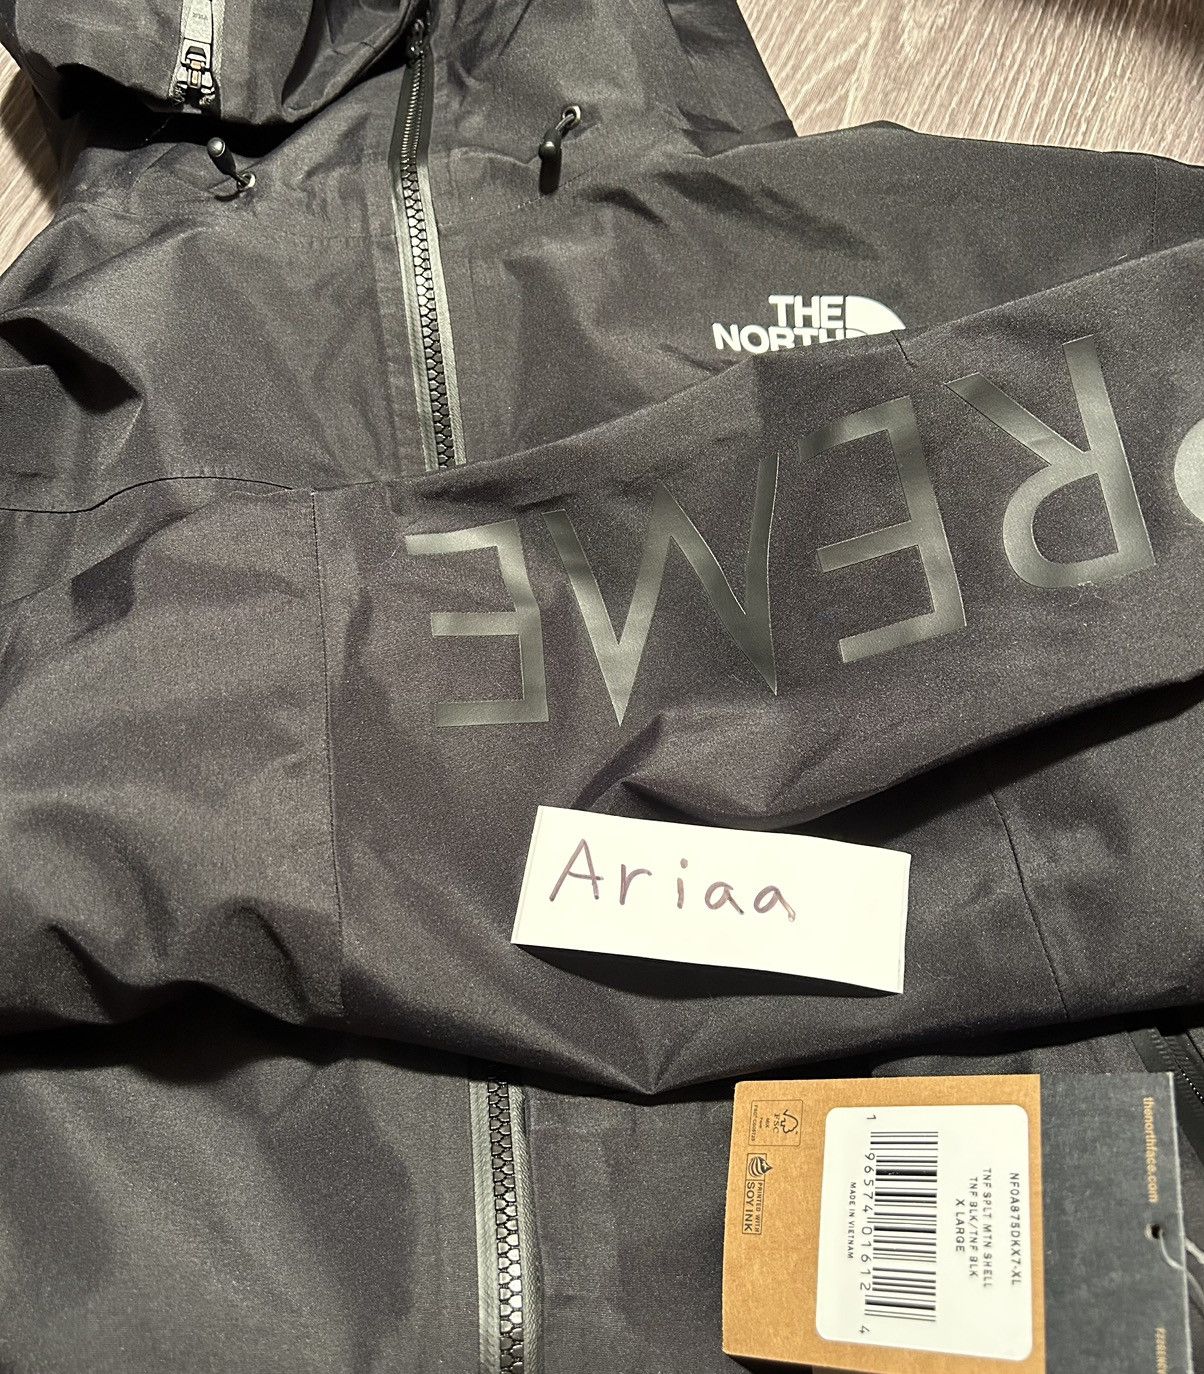 THE
NORTH
REME
Ariaa
FSC
PRINTED WITH
SOY INK
NF0A875DKX7-XL
TNF SPLT MTN SHELL
TNF BLK/TNF BLK
X LARGE
1 96574 01612 4
MADE IN VIETNAM
thenorthface.com